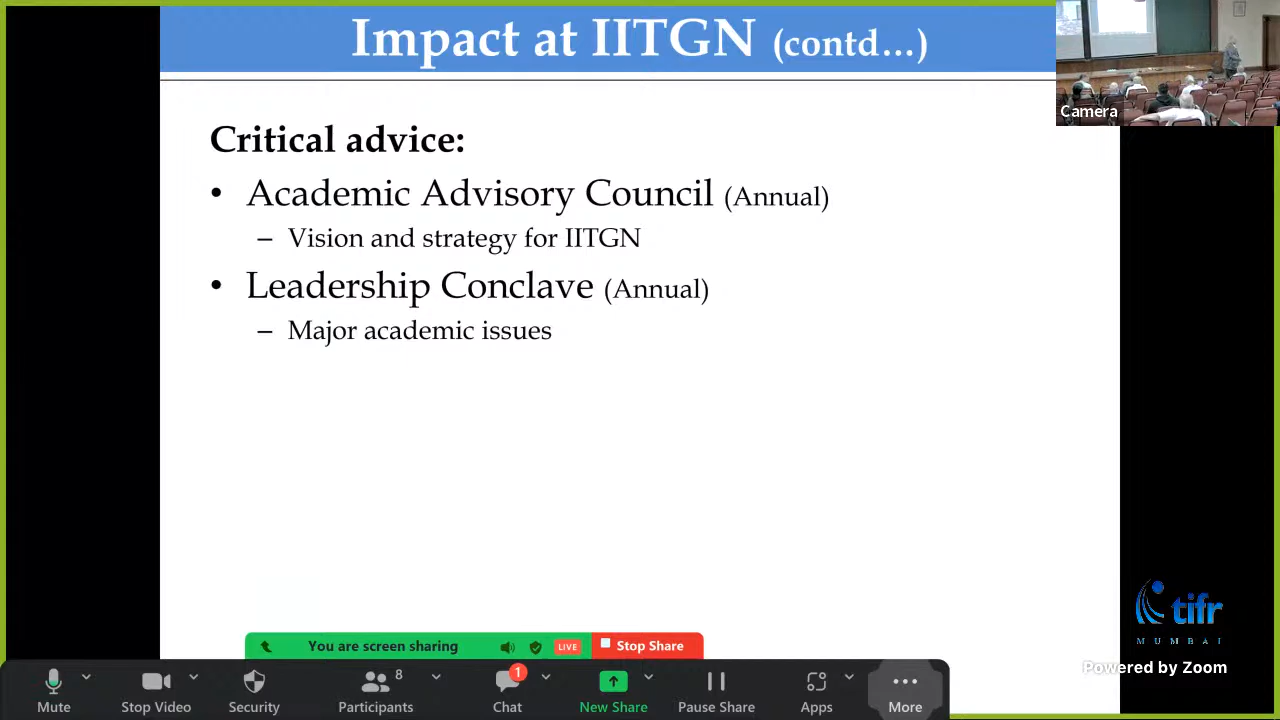 Impact at IITGN (contd…)
Camera
Critical advice:
• Academic Advisory Council (Annual)
– Vision and strategy for IITGN
• Leadership Conclave (Annual)
– Major academic issues
tifr
MUMBAI
Powered by Zoom
You are screen sharing
LIVE
Stop Share
Mute
Stop Video
Security
8
Participants
1
Chat
New Share
Pause Share
Apps
More